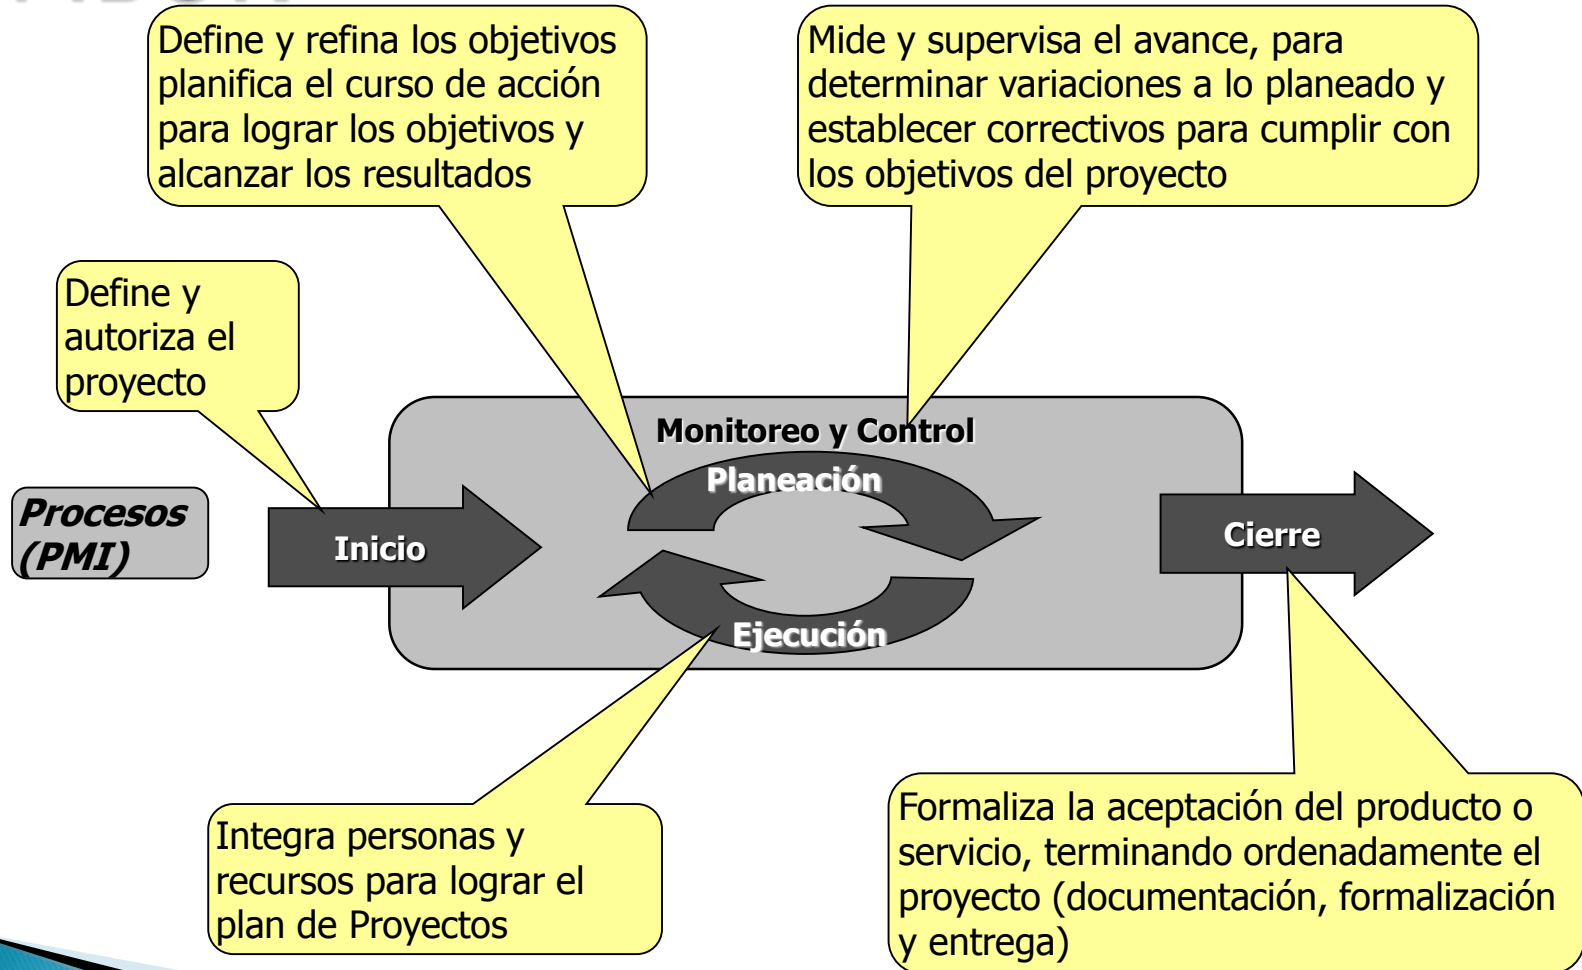 Define y refina los objetivos
planifica el curso de acción
para lograr los objetivos y
alcanzar los resultados
Mide y supervisa el avance, para
determinar variaciones a lo planeado y
establecer correctivos para cumplir con
los objetivos del proyecto
Define y
autoriza el
proyecto
Monitoreo y Control
Planeación
Procesos
(PMI)
Inicio
Cierre
Ejecución
Integra personas y
recursos para lograr el
plan de Proyectos
Formaliza la aceptación del producto o
servicio, terminando ordenadamente el
proyecto (documentación, formalización
y entrega)